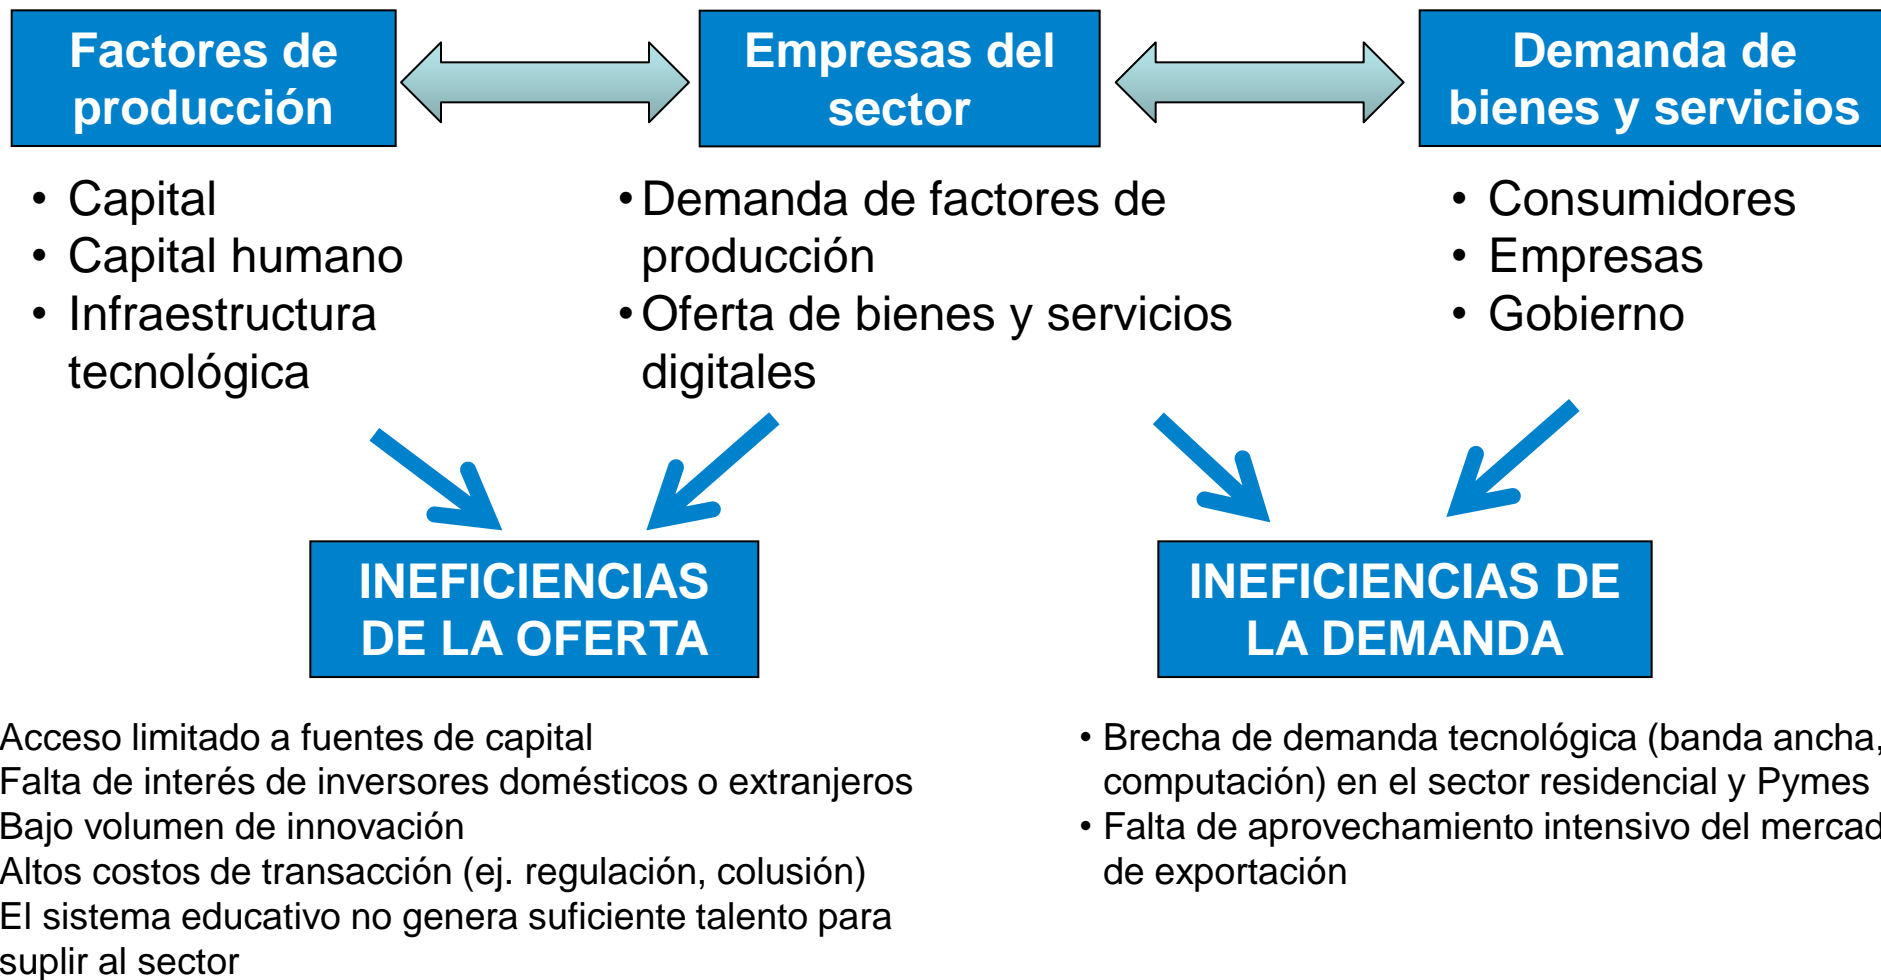 Factores de
producción
Empresas del
sector
Demanda de
bienes y servicios
• Capital
• Capital humano
• Infraestructura
tecnológica
• Demanda de factores de
producción
• Oferta de bienes y servicios
digitales
• Consumidores
• Empresas
• Gobierno
INEFICIENCIAS
DE LA OFERTA
INEFICIENCIAS DE
LA DEMANDA
Acceso limitado a fuentes de capital
Falta de interés de inversores domésticos o extranjeros
Bajo volumen de innovación
Altos costos de transacción (ej. regulación, colusión)
El sistema educativo no genera suficiente talento para
suplir al sector
• Brecha de demanda tecnológica (banda ancha,
computación) en el sector residencial y Pymes
• Falta de aprovechamiento intensivo del mercad
de exportación